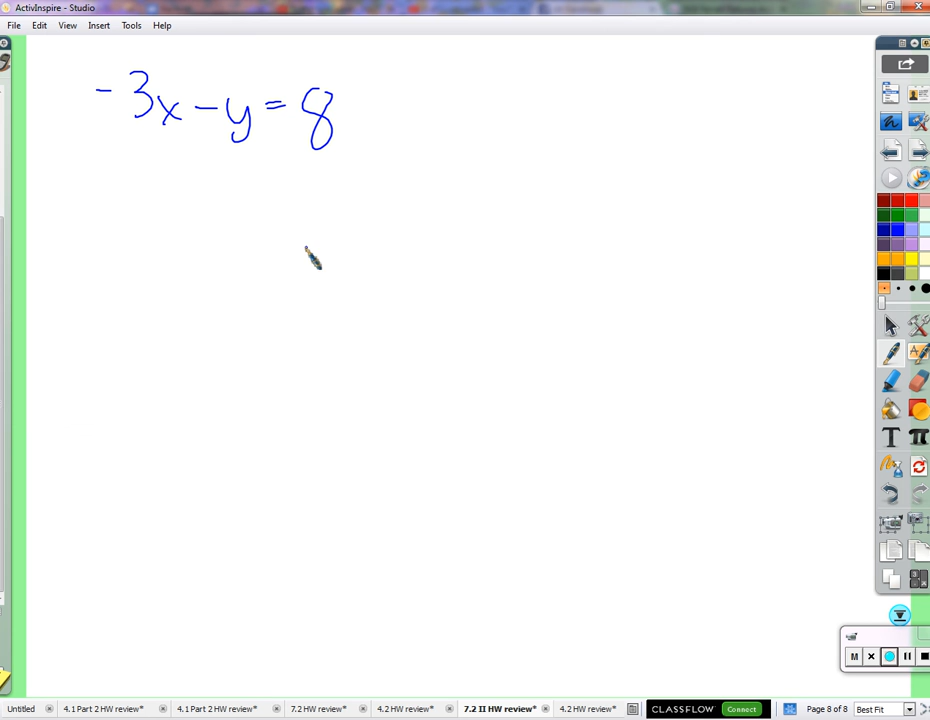 ActivInspire - Studio
File Edit View Insert Tools Help
-3x - y = 8
Untitled 4.1 Part 2 HW review* 4.1 Part 2 HW review* 7.2 HW review* 4.2 HW review* 7.2 II HW review* 4.2 HW review* CLASSFLOW Connect Page 8 of 8 Best Fit
M